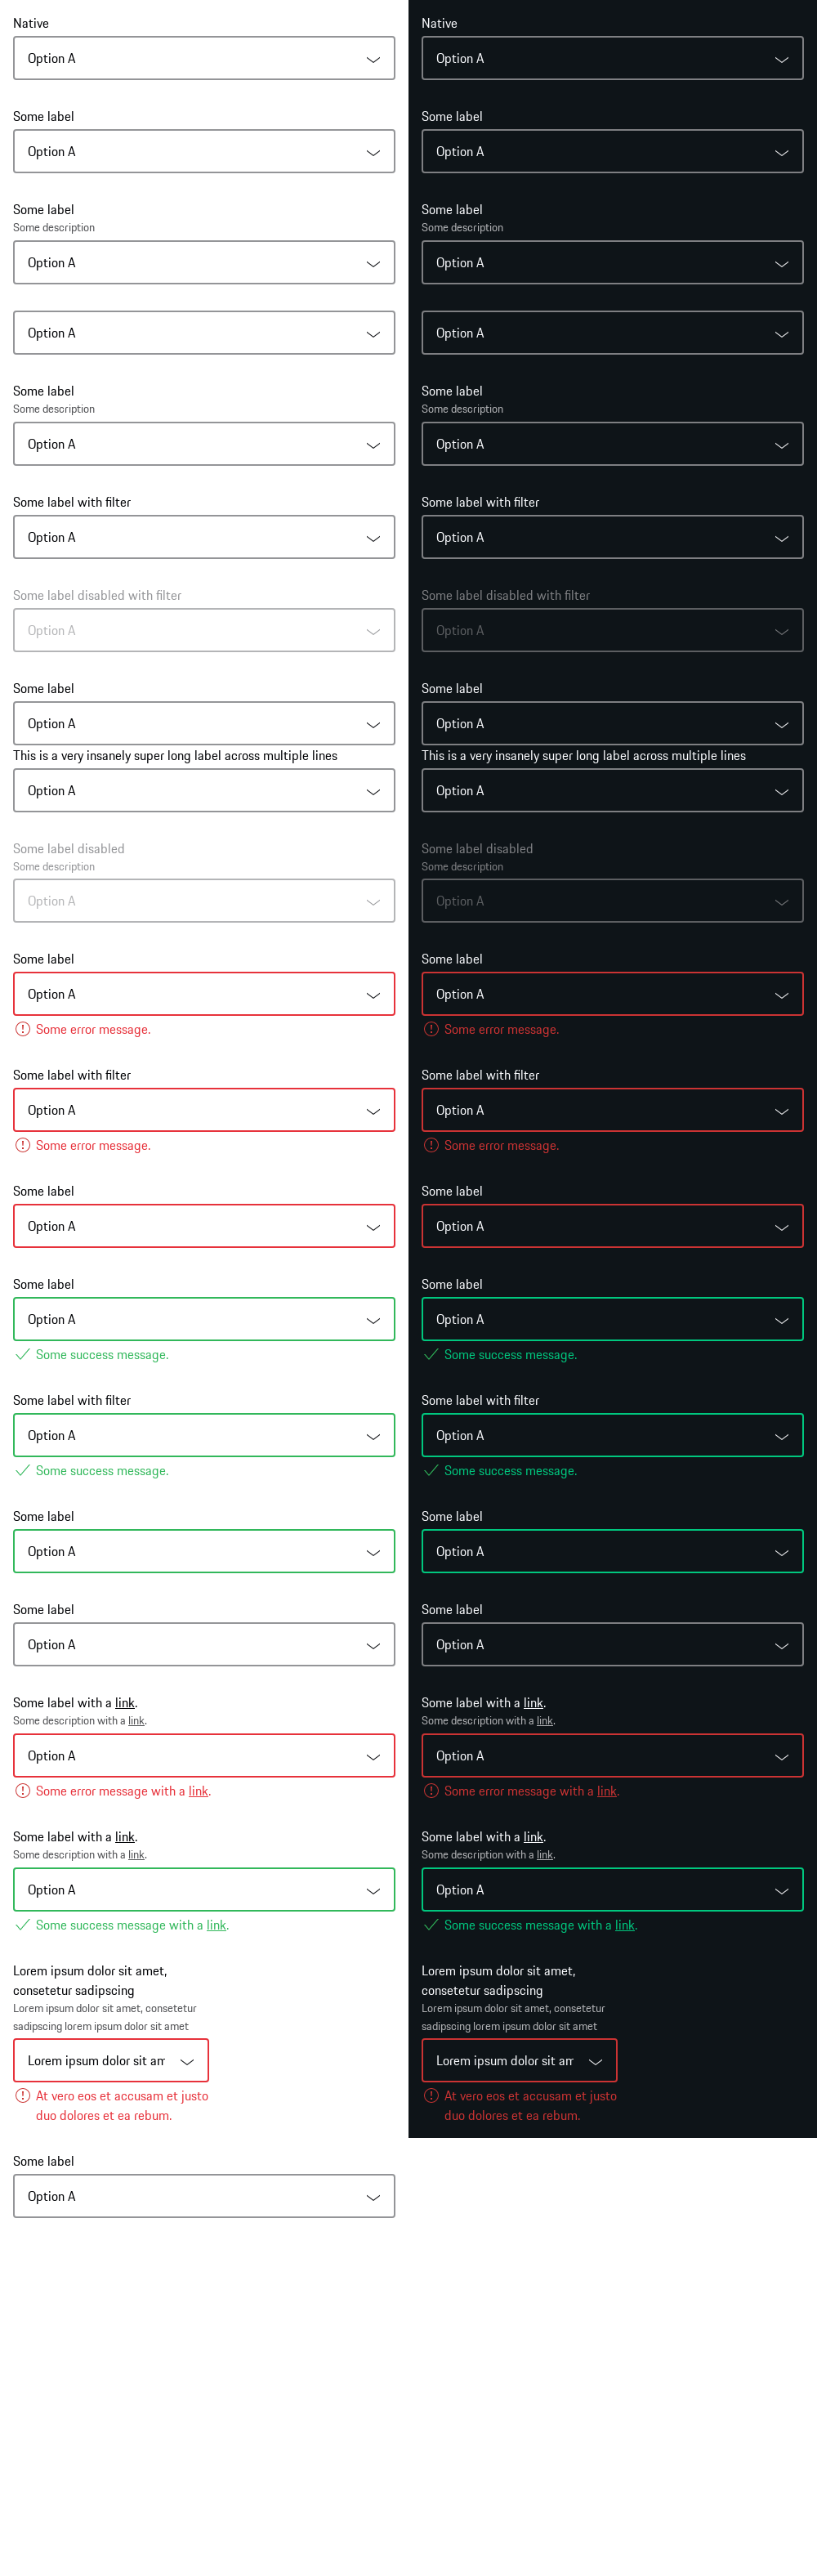 Native
Option A
Some label
Option A
Some label
Some description
Option A
Option A
Some label
Some description
Option A
Some label with filter
Option A
Some label disabled with filter
Option A
Some label
Option A
This is a very insanely super long label across multiple lines
Option A
Some label disabled
Some description
Option A
Some label
Option A
Some error message.
Some label with filter
Option A
Some error message.
Some label
Option A
Some label
Option A
Some success message.
Some label with filter
Option A
Some success message.
Some label
Option A
Some label
Option A
Some label with a link.
Some description with a link.
Option A
Some error message with a link.
Some label with a link.
Some description with a link.
Option A
Some success message with a link.
Lorem ipsum dolor sit amet,
consetetur sadipscing
Lorem ipsum dolor sit amet, consetetur
sadipscing lorem ipsum dolor sit amet
Lorem ipsum dolor sit am
At vero eos et accusam et justo
duo dolores et ea rebum.
Some label
Option A
Native
Option A
Some label
Option A
Some label
Some description
Option A
Option A
Some label
Some description
Option A
Some label with filter
Option A
Some label disabled with filter
Option A
Some label
Option A
This is a very insanely super long label across multiple lines
Option A
Some label disabled
Some description
Option A
Some label
Option A
Some error message.
Some label with filter
Option A
Some error message.
Some label
Option A
Some label
Option A
Some success message.
Some label with filter
Option A
Some success message.
Some label
Option A
Some label
Option A
Some label with a link.
Some description with a link.
Option A
Some error message with a link.
Some label with a link.
Some description with a link.
Option A
Some success message with a link.
Lorem ipsum dolor sit amet,
consetetur sadipscing
Lorem ipsum dolor sit amet, consetetur
sadipscing lorem ipsum dolor sit amet
Lorem ipsum dolor sit am
At vero eos et accusam et justo
duo dolores et ea rebum.